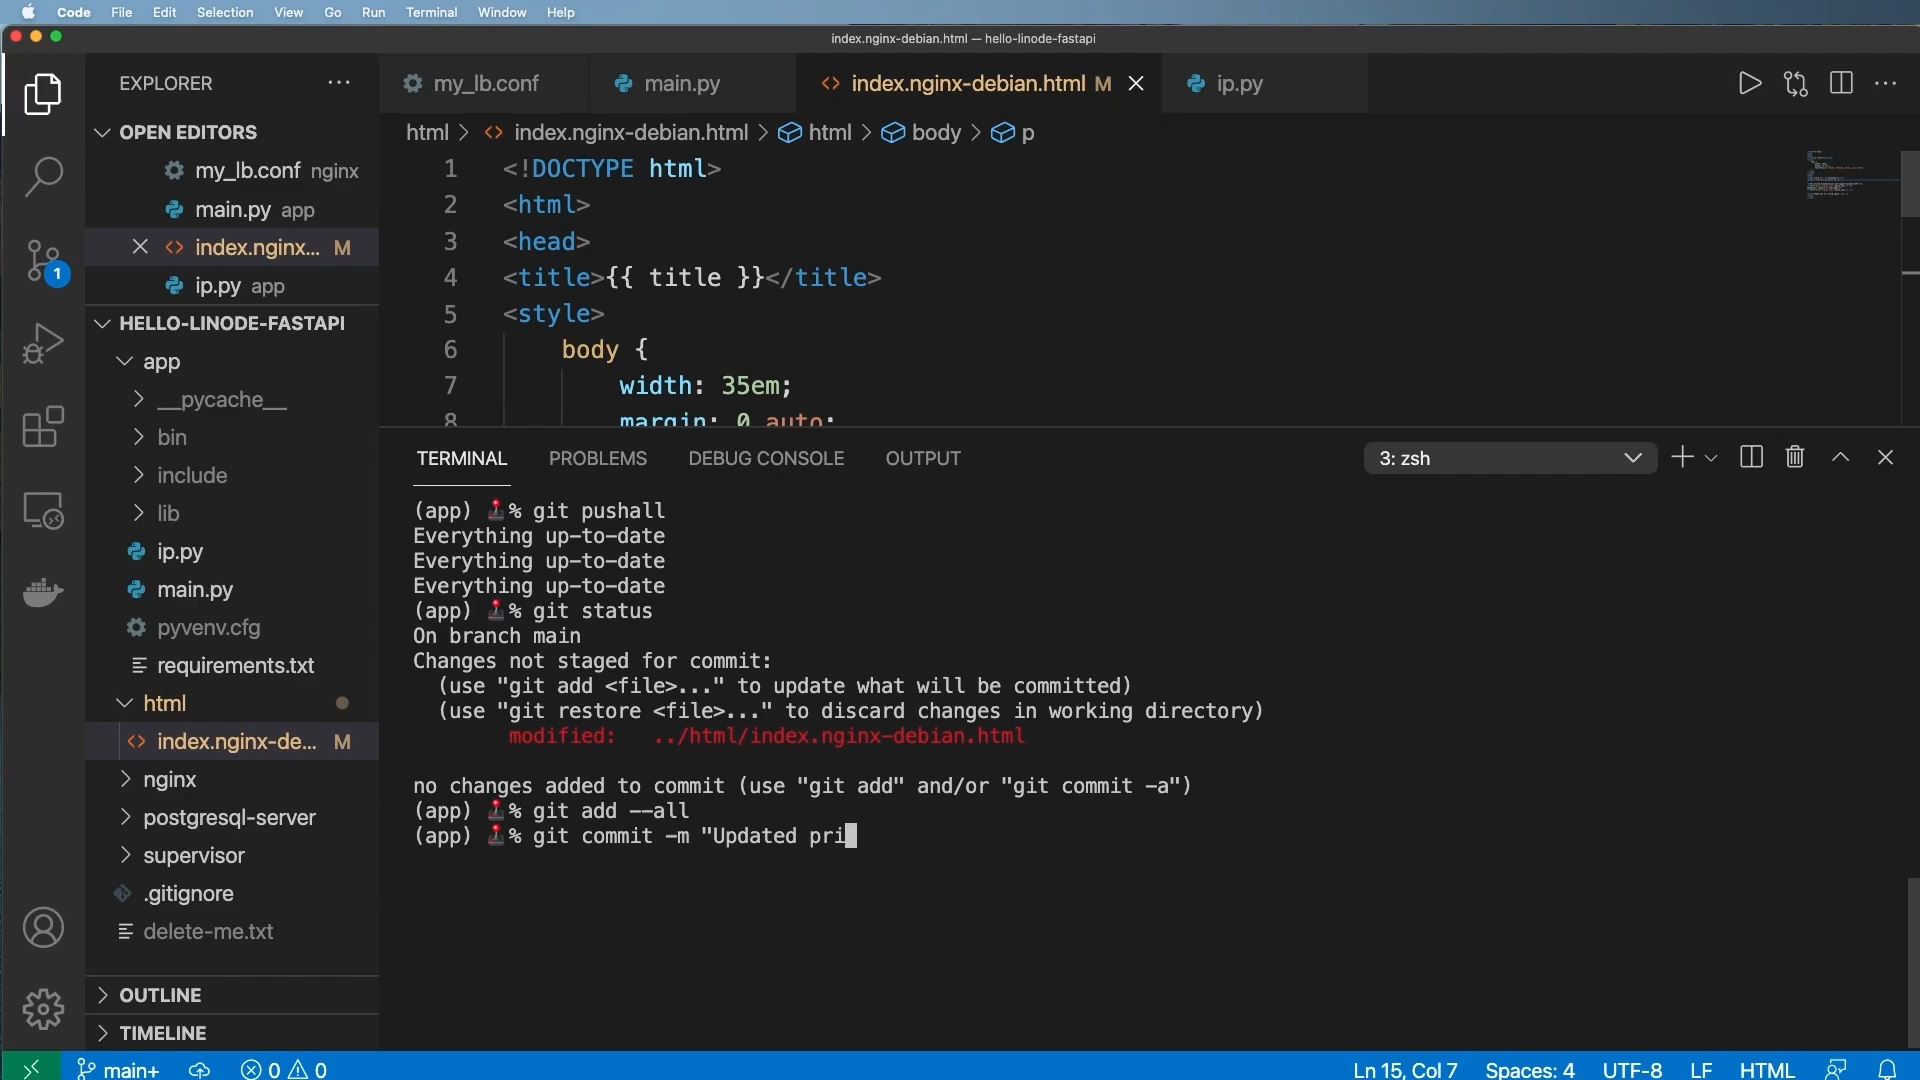 Code File Edit Selection View Go Run Terminal Window Help
index.nginx-debian.html — hello-linode-fastapi
EXPLORER
my_lb.conf
main.py
index.nginx-debian.html M
ip.py
OPEN EDITORS
my_lb.conf nginx
main.py app
index.nginx... M
ip.py app
HELLO-LINODE-FASTAPI
app
__pycache__
bin
include
lib
ip.py
main.py
pyvenv.cfg
requirements.txt
html
index.nginx-de... M
nginx
postgresql-server
supervisor
.gitignore
delete-me.txt
OUTLINE
TIMELINE
1
html > index.nginx-debian.html > html > body > p
1 <!DOCTYPE html>
2 <html>
3 <head>
4 <title>{{ title }}</title>
5 <style>
6 body {
7 width: 35em;
8 margin: 0 auto;
TERMINAL PROBLEMS DEBUG CONSOLE OUTPUT
3: zsh
(app) 🕹% git pushall
Everything up-to-date
Everything up-to-date
Everything up-to-date
(app) 🕹% git status
On branch main
Changes not staged for commit:
(use "git add <file>..." to update what will be committed)
(use "git restore <file>..." to discard changes in working directory)
modified: ../html/index.nginx-debian.html
no changes added to commit (use "git add" and/or "git commit -a")
(app) 🕹% git add --all
(app) 🕹% git commit -m "Updated pri
main+ 0 0
Ln 15, Col 7 Spaces: 4 UTF-8 LF HTML